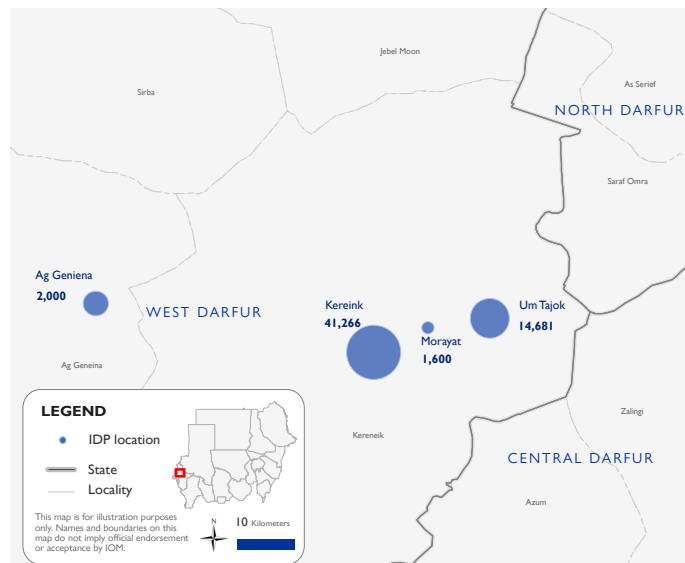 Jebel Moon
Sirba
As Serief
NORTH DARFUR
Saraf Omra
Ag Geniena
2,000
WEST DARFUR
Kereink
41,266
Morayat
1,600
Um Tajok
14,681
Ag Geneina
Kereneik
Zalingi
CENTRAL DARFUR
Azum
LEGEND
IDP location
State
Locality
This map is for illustration purposes
only. Names and boundaries on this
map do not imply official endorsement
or acceptance by IOM.
N
10 Kilometers